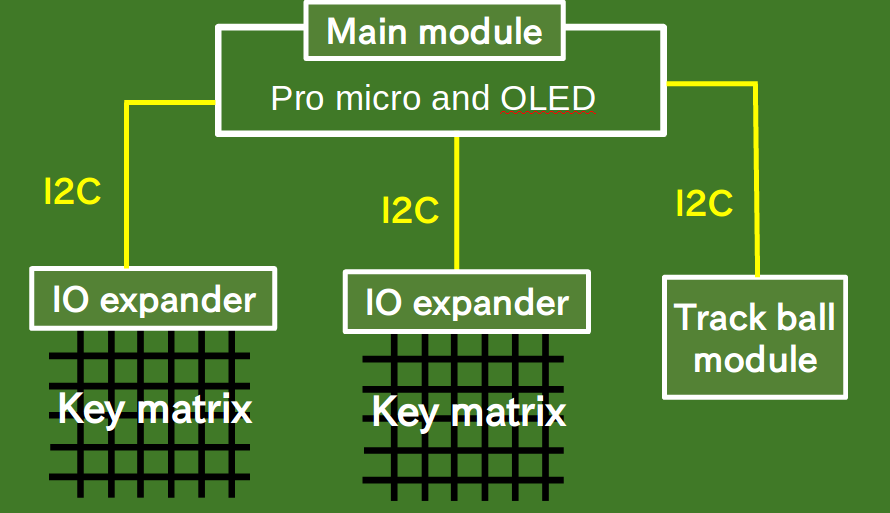 Main module
Pro micro and OLED
I2C
I2C
I2C
IO expander
IO expander
Track ball
module
Key matrix
Key matrix